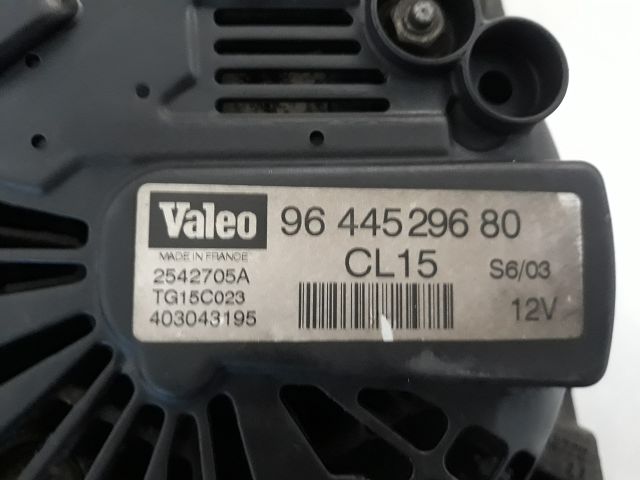 Valeo 96 445 296 80
MADE IN FRANCE CL15 S6/03
2542705A
TG15C023
403043195 12V